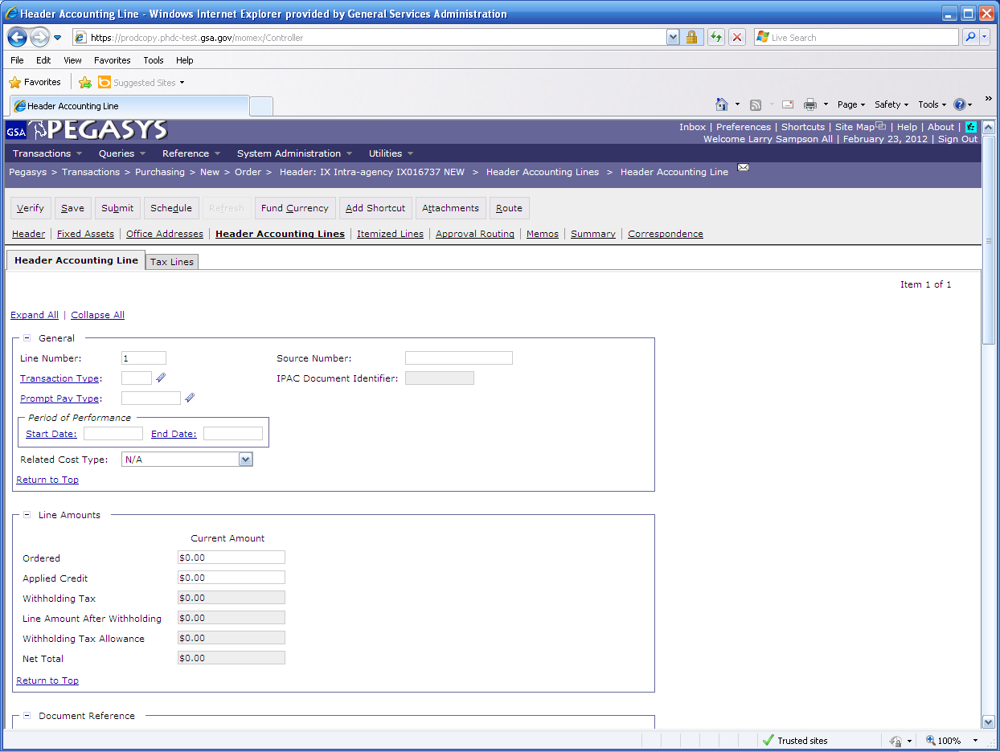 Header Accounting Line - Windows Internet Explorer provided by General Services Administration
https://prodcopy.phdc-test.gsa.gov/momex/Controller
Live Search
File Edit View Favorites Tools Help
Favorites Suggested Sites
Header Accounting Line
Page Safety Tools »
GSA PEGASYS
Inbox | Preferences | Shortcuts | Site Map | Help | About |
Welcome Larry Sampson All | February 23, 2012 | Sign Out
Transactions Queries Reference System Administration Utilities
Pegasys > Transactions > Purchasing > New > Order > Header: IX Intra-agency IX016737 NEW > Header Accounting Lines > Header Accounting Line
Verify Save Submit Schedule Refresh Fund Currency Add Shortcut Attachments Route
Header | Fixed Assets | Office Addresses | Header Accounting Lines | Itemized Lines | Approval Routing | Memos | Summary | Correspondence
Header Accounting Line Tax Lines
Item 1 of 1
Expand All | Collapse All
General
Line Number: 1 Source Number:
Transaction Type: IPAC Document Identifier:
Prompt Pay Type:
Period of Performance
Start Date: End Date:
Related Cost Type: N/A
Return to Top
Line Amounts
Current Amount
Ordered $0.00
Applied Credit $0.00
Withholding Tax $0.00
Line Amount After Withholding $0.00
Withholding Tax Allowance $0.00
Net Total $0.00
Return to Top
Document Reference
Trusted sites 100%